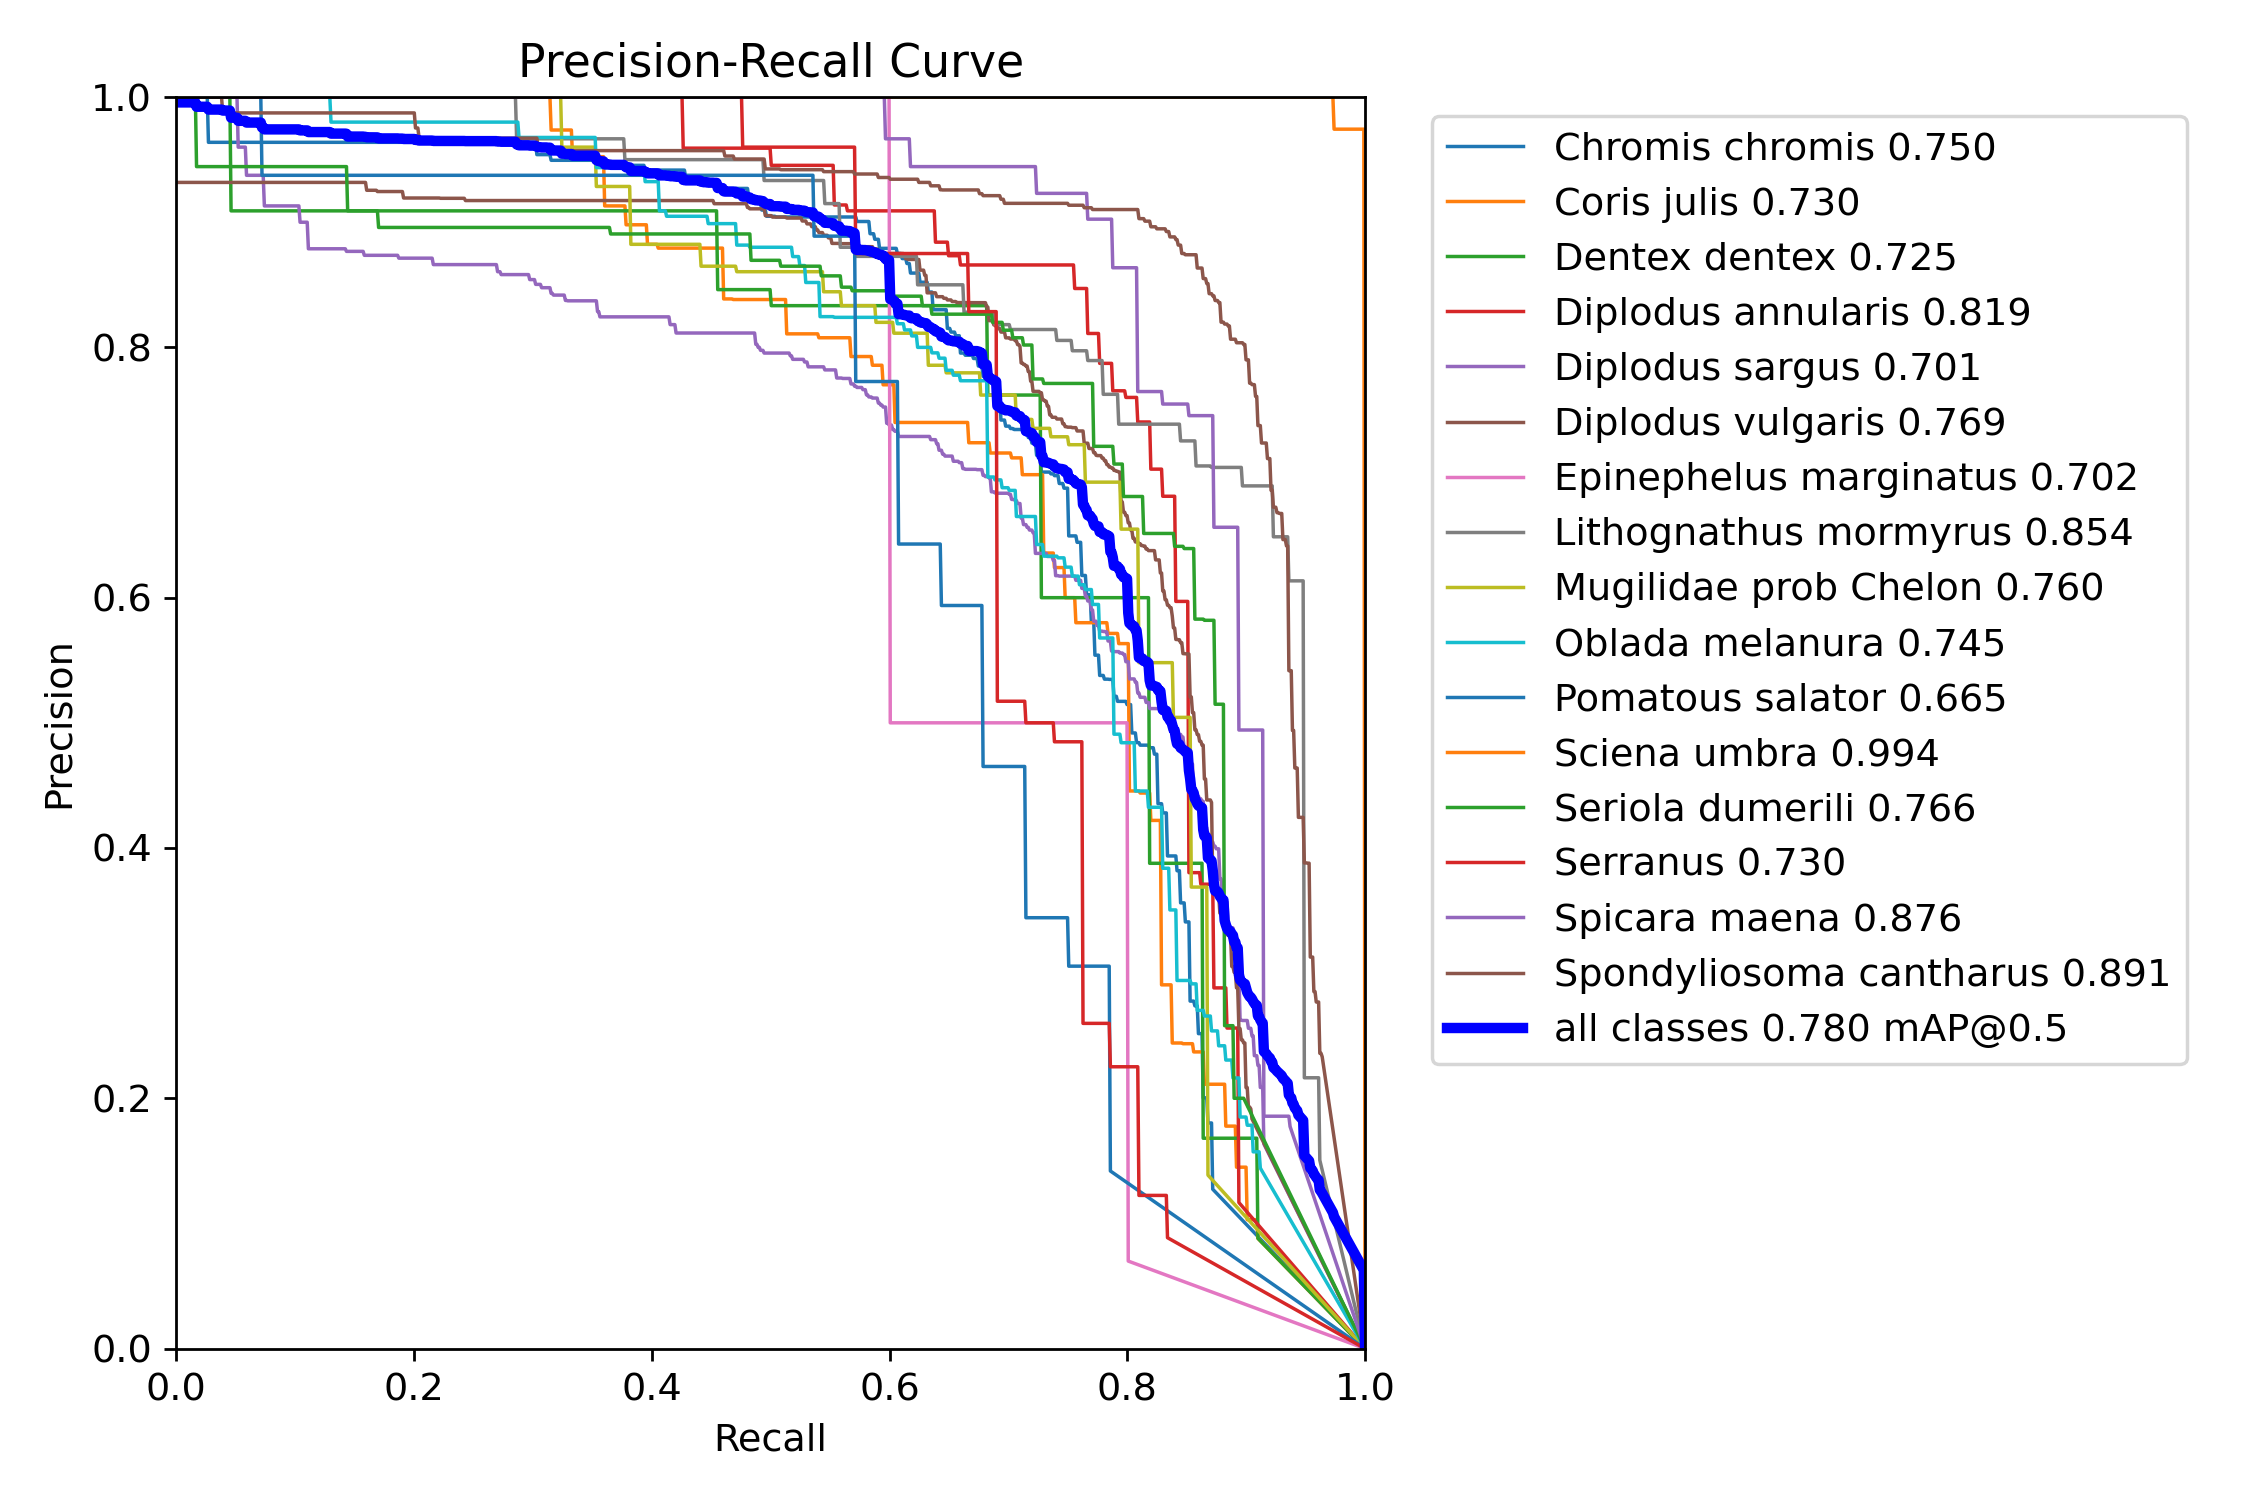 Precision-Recall Curve
1.0
0.8
0.6
0.4
0.2
0.0
Precision
0.0 0.2 0.4 0.6 0.8 1.0
Recall
Chromis chromis 0.750
Coris julis 0.730
Dentex dentex 0.725
Diplodus annularis 0.819
Diplodus sargus 0.701
Diplodus vulgaris 0.769
Epinephelus marginatus 0.702
Lithognathus mormyrus 0.854
Mugilidae prob Chelon 0.760
Oblada melanura 0.745
Pomatous salator 0.665
Sciena umbra 0.994
Seriola dumerili 0.766
Serranus 0.730
Spicara maena 0.876
Spondyliosoma cantharus 0.891
all classes 0.780 mAP@0.5